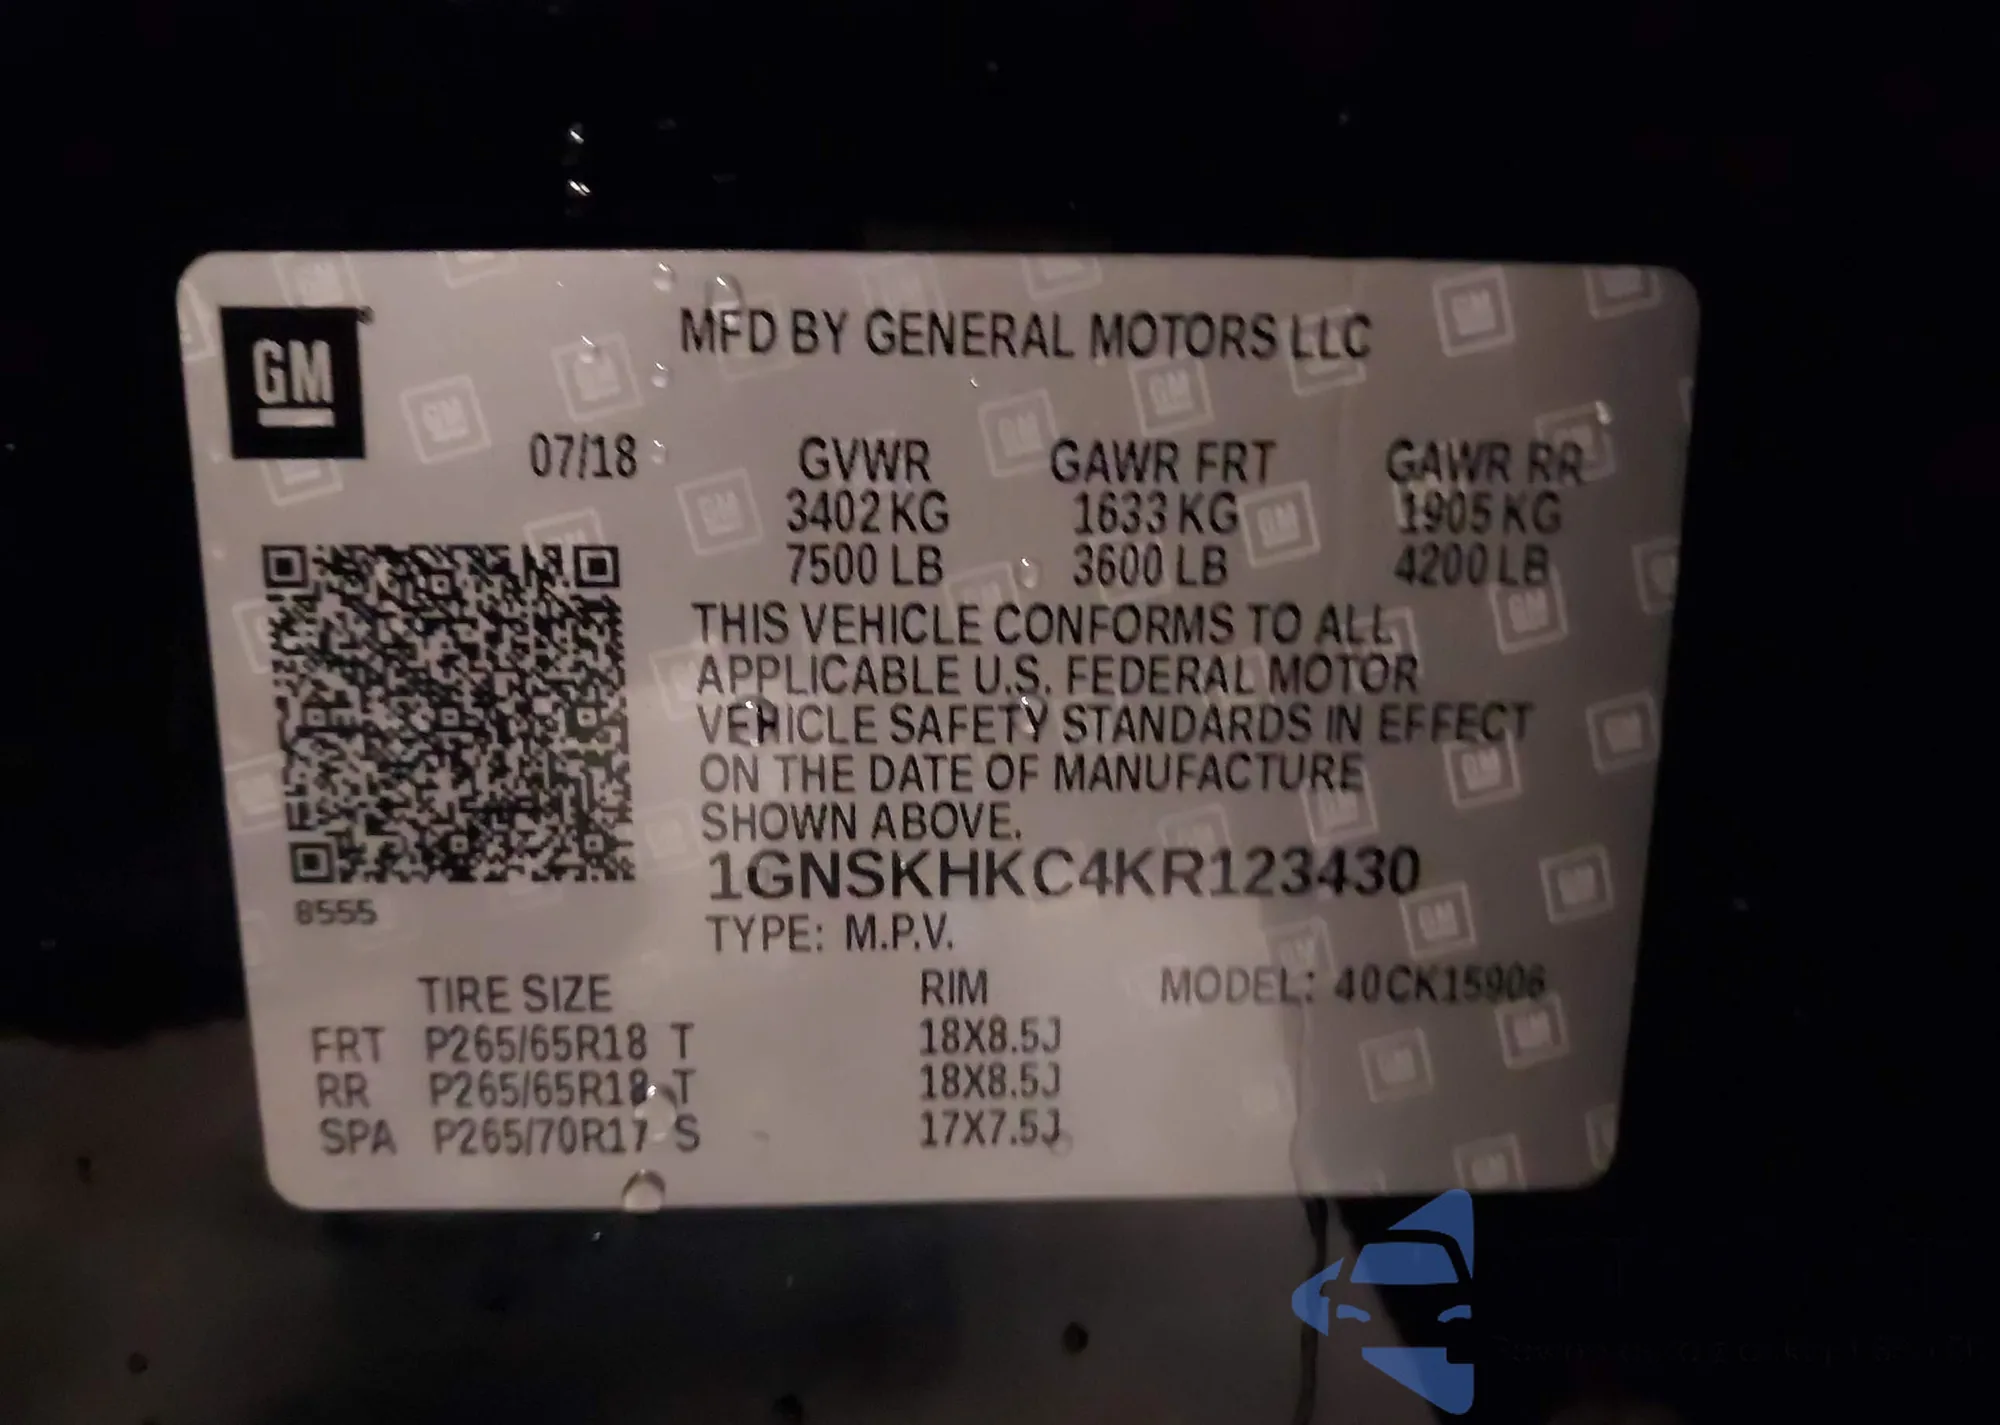 GM
MFD BY GENERAL MOTORS LLC
07/18
GVWR GAWR FRT GAWR RR
3402 KG 1633 KG 1905 KG
7500 LB 3600 LB 4200 LB
THIS VEHICLE CONFORMS TO ALL
APPLICABLE U.S. FEDERAL MOTOR
VEHICLE SAFETY STANDARDS IN EFFECT
ON THE DATE OF MANUFACTURE
SHOWN ABOVE.
1GNSKHKC4KR123430
8555
TYPE: M.P.V.
TIRE SIZE RIM MODEL: 40CK15906
FRT P265/65R18 T 18X8.5J
RR P265/65R18 T 18X8.5J
SPA P265/70R17 S 17X7.5J